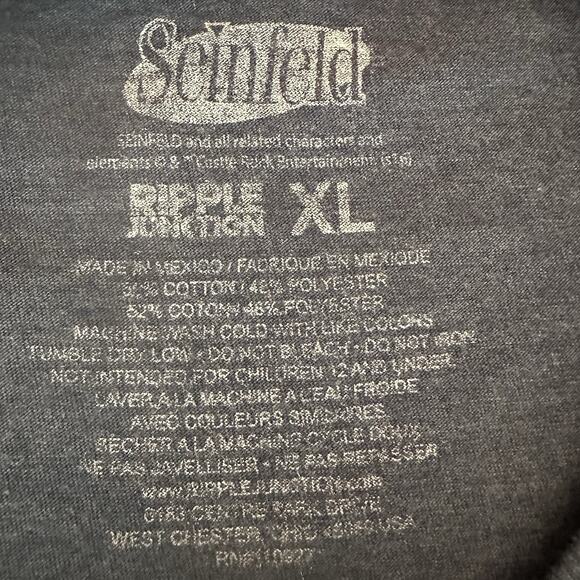 Seinfeld
SEINFELD and all related characters and
elements © & ™ Castle Rock Entertainment. (s16)
RIPPLE
JUNCTION XL
MADE IN MEXICO / FABRIQUE EN MEXIQUE
52% COTTON / 48% POLYESTER
52% COTON / 48% POLYESTER
MACHINE WASH COLD WITH LIKE COLORS
TUMBLE DRY LOW • DO NOT BLEACH • DO NOT IRON
NOT INTENDED FOR CHILDREN 12 AND UNDER
LAVER A LA MACHINE A L'EAU FROIDE
AVEC COULEURS SIMILAIRES
SECHER A LA MACHINE CYCLE DOUX
NE PAS JAVELLISER • NE PAS REPASSER
www.RIPPLEJUNCTION.com
CENTRE PARK DRIVE
WEST CHESTER, OHIO USA